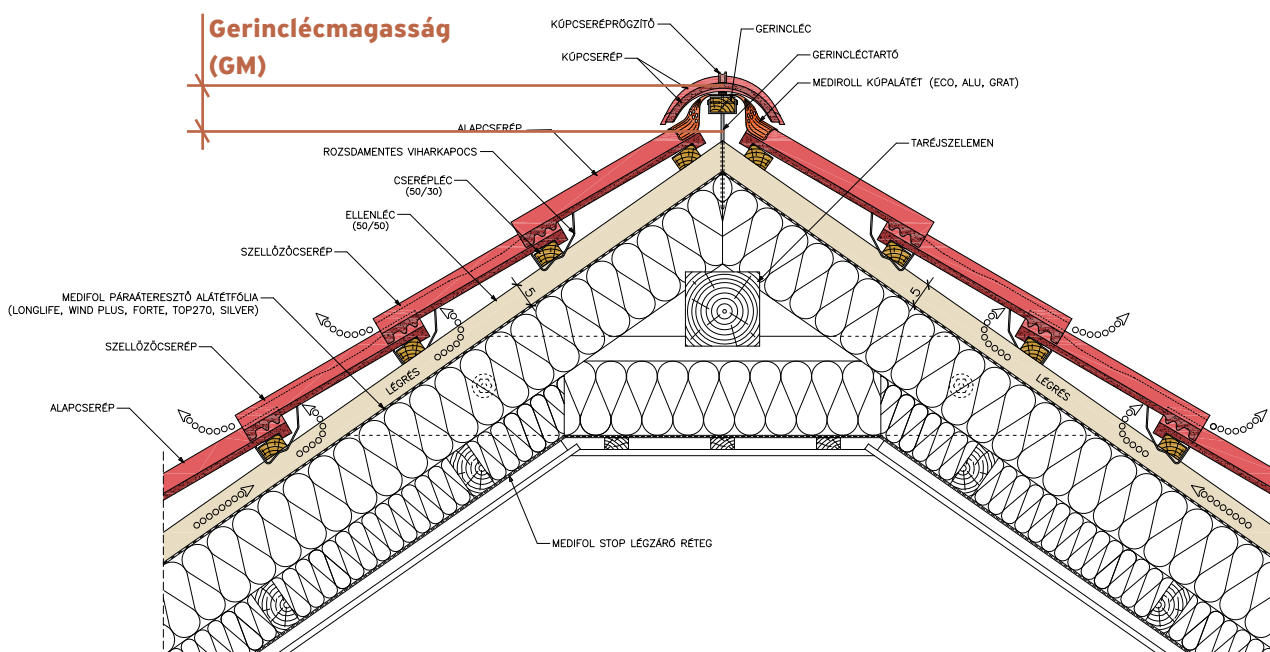 Gerinclécmagasság
(GM)
KÚPCSERÉPRÖGZÍTŐ
GERINCLÉC
KÚPCSERÉP
GERINCLÉCTARTÓ
MEDIROLL KÚPALÁTÉT (ECO, ALU, GRAT)
ALAPCSERÉP
TARÉJSZELEMEN
ROZSDAMENTES VIHARKAPOCS
CSERÉPLÉC
(50/30)
ELLENLÉC
(50/50)
SZELLŐZŐCSERÉP
5
5
MEDIFOL PÁRAÁTERESZTŐ ALÁTÉTFÓLIA
(LONGLIFE, WIND PLUS, FORTE, TOP270, SILVER)
SZELLŐZŐCSERÉP
LÉGRÉS
LÉGRÉS
ALAPCSERÉP
MEDIFOL STOP LÉGZÁRÓ RÉTEG